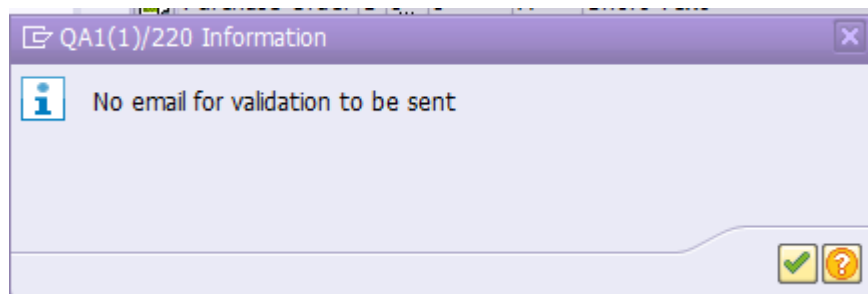 QA1(1)/220 Information
No email for validation to be sent